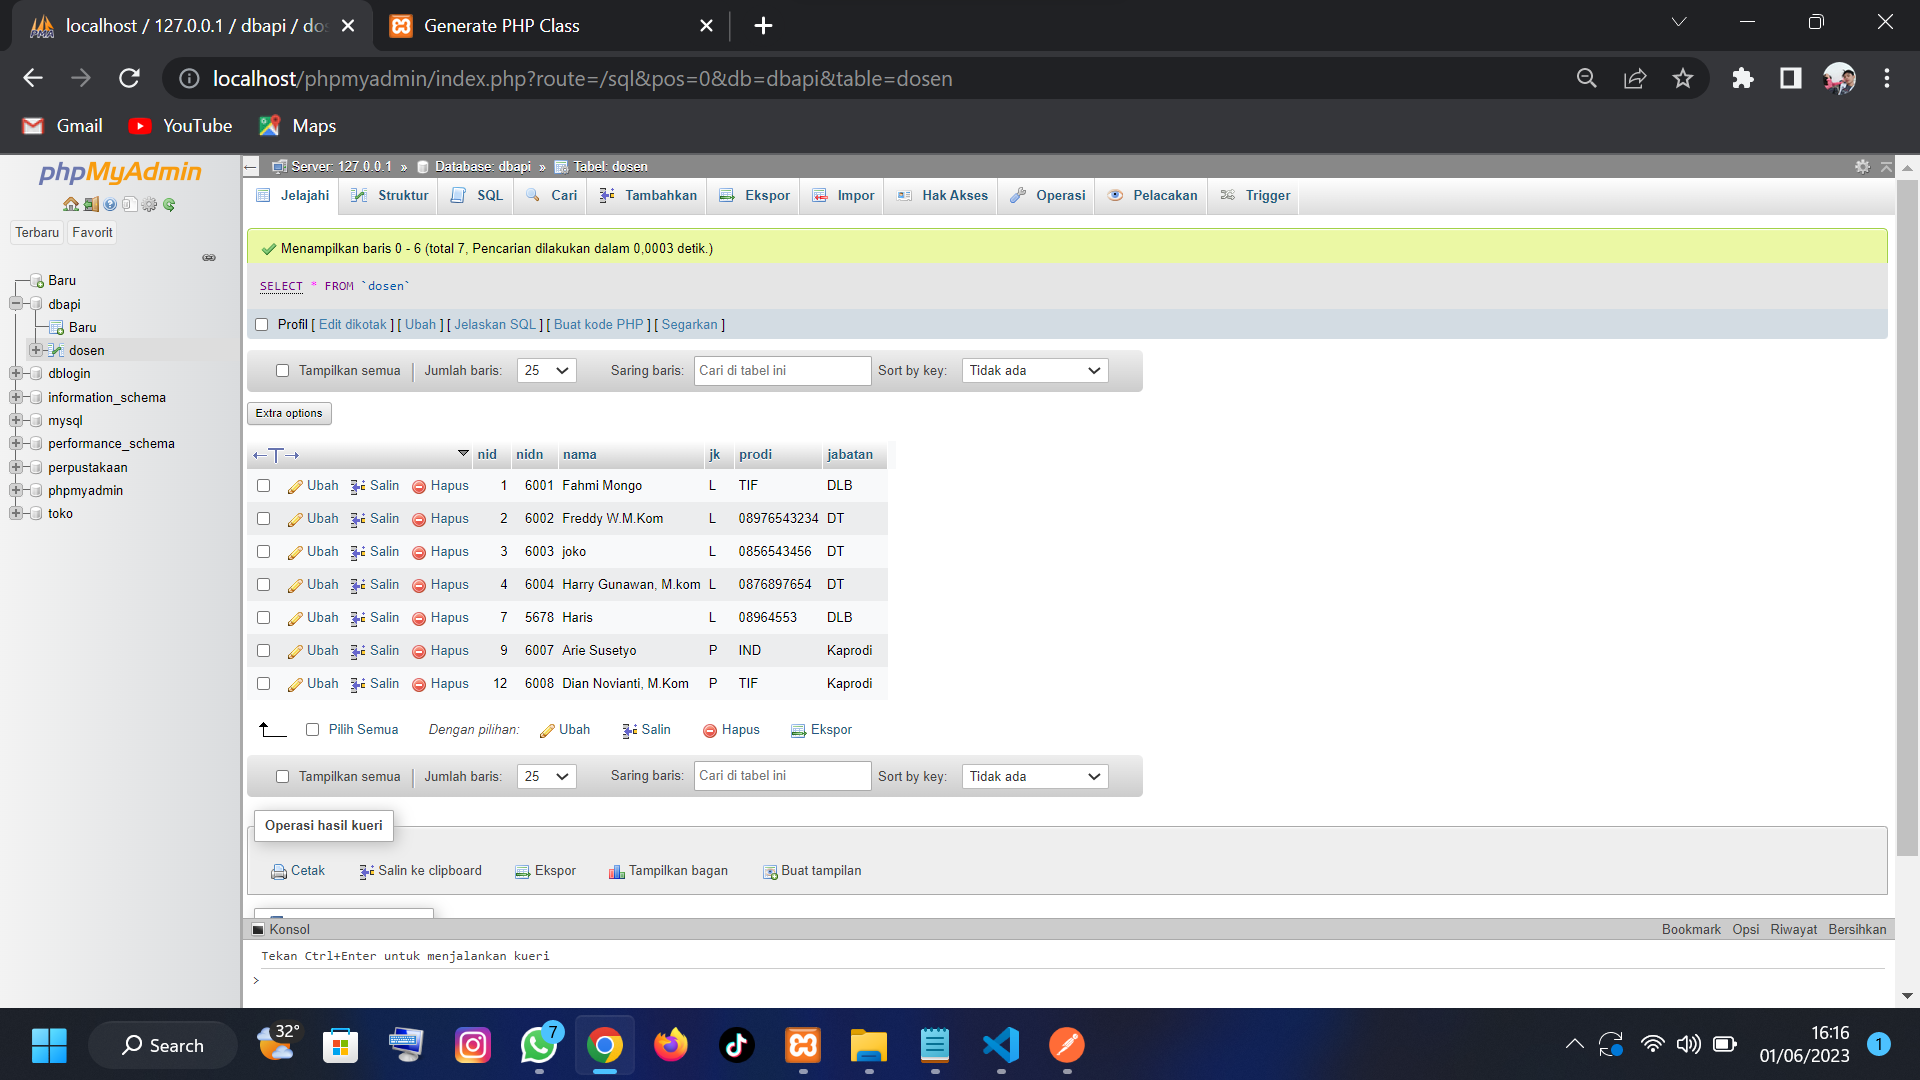 localhost / 127.0.0.1 / dbapi / dos
Generate PHP Class
localhost/phpmyadmin/index.php?route=/sql&pos=0&db=dbapi&table=dosen
Gmail YouTube Maps
phpMyAdmin
Terbaru Favorit
Baru
dbapi
Baru
dosen
dblogin
information_schema
mysql
performance_schema
perpustakaan
phpmyadmin
toko
Server: 127.0.0.1 » Database: dbapi » Tabel: dosen
Jelajahi Struktur SQL Cari Tambahkan Ekspor Impor Hak Akses Operasi Pelacakan Trigger
Menampilkan baris 0 - 6 (total 7, Pencarian dilakukan dalam 0,0003 detik.)
SELECT * FROM `dosen`
Profil [ Edit dikotak ] [ Ubah ] [ Jelaskan SQL ] [ Buat kode PHP ] [ Segarkan ]
Tampilkan semua | Jumlah baris: 25 Saring baris: Cari di tabel ini Sort by key: Tidak ada
Extra options
←T→ nid nidn nama jk prodi jabatan
Ubah Salin Hapus 1 6001 Fahmi Mongo L TIF DLB
Ubah Salin Hapus 2 6002 Freddy W.M.Kom L 08976543234 DT
Ubah Salin Hapus 3 6003 joko L 0856543456 DT
Ubah Salin Hapus 4 6004 Harry Gunawan, M.kom L 0876897654 DT
Ubah Salin Hapus 7 5678 Haris L 08964553 DLB
Ubah Salin Hapus 9 6007 Arie Susetyo P IND Kaprodi
Ubah Salin Hapus 12 6008 Dian Novianti, M.Kom P TIF Kaprodi
Pilih Semua Dengan pilihan: Ubah Salin Hapus Ekspor
Tampilkan semua | Jumlah baris: 25 Saring baris: Cari di tabel ini Sort by key: Tidak ada
Operasi hasil kueri
Cetak Salin ke clipboard Ekspor Tampilkan bagan Buat tampilan
Konsol Bookmark Opsi Riwayat Bersihkan
Tekan Ctrl+Enter untuk menjalankan kueri
>
Search 32° 7 16:16
01/06/2023 1